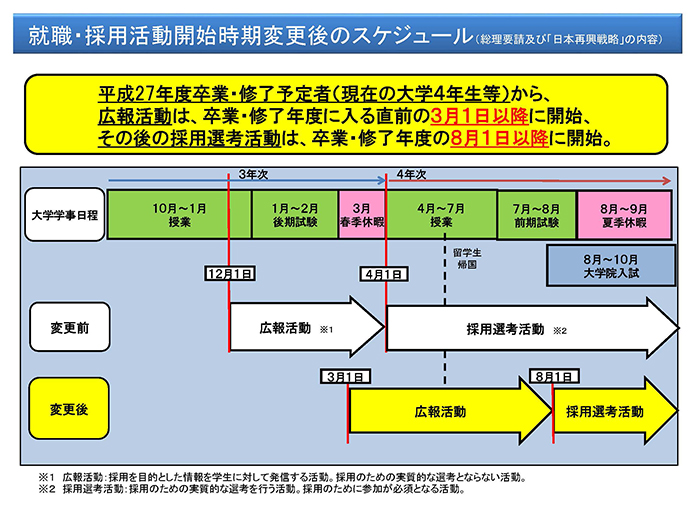 就職・採用活動開始時期変更後のスケジュール(総理要請及び「日本再興戦略」の内容)
平成27年度卒業・修了予定者(現在の大学4年生等)から、
広報活動は、卒業・修了年度に入る直前の3月1日以降に開始、
その後の採用選考活動は、卒業・修了年度の8月1日以降に開始。
3年次
4年次
大学学事日程
10月~1月
授業
1月~2月
後期試験
3月
春季休暇
4月~7月
授業
7月~8月
前期試験
8月~9月
夏季休暇
留学生
帰国
8月~10月
大学院入試
12月1日
4月1日
変更前
広報活動 ※1
採用選考活動 ※2
3月1日
8月1日
変更後
広報活動
採用選考活動
※1 広報活動:採用を目的とした情報を学生に対して発信する活動。採用のための実質的な選考とならない活動。
※2 採用選考活動:採用のための実質的な選考を行う活動。採用のために参加が必須となる活動。